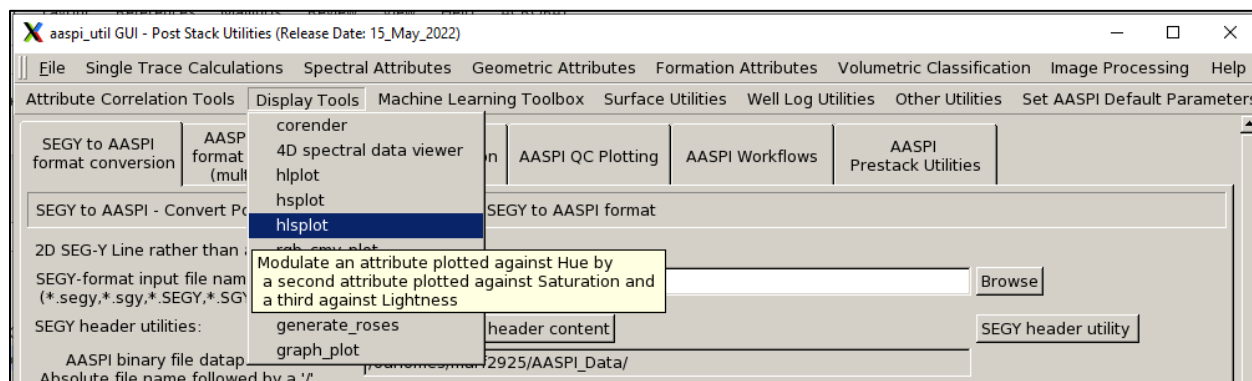 aaspi_util GUI - Post Stack Utilities (Release Date: 15_May_2022)
File Single Trace Calculations Spectral Attributes Geometric Attributes Formation Attributes Volumetric Classification Image Processing Help
Attribute Correlation Tools Display Tools Machine Learning Toolbox Surface Utilities Well Log Utilities Other Utilities Set AASPI Default Parameters
SEGY to AASPI
format conversion
AASP
format
(mult
AASPI QC Plotting
AASPI Workflows
AASPI
Prestack Utilities
corender
4D spectral data viewer
hlplot
hsplot
hlsplot
Modulate an attribute plotted against Hue by
a second attribute plotted against Saturation and
a third against Lightness
generate_roses
graph_plot
SEGY to AASPI - Convert Po
SEGY to AASPI format
2D SEG-Y Line rather than
SEGY-format input file nam
(*.segy,*.sgy,*.SEGY,*.SGY
Browse
SEGY header utilities:
header content
SEGY header utility
AASPI binary file datap
25/AASPI_Data/
Absolute file name followed by a '/'